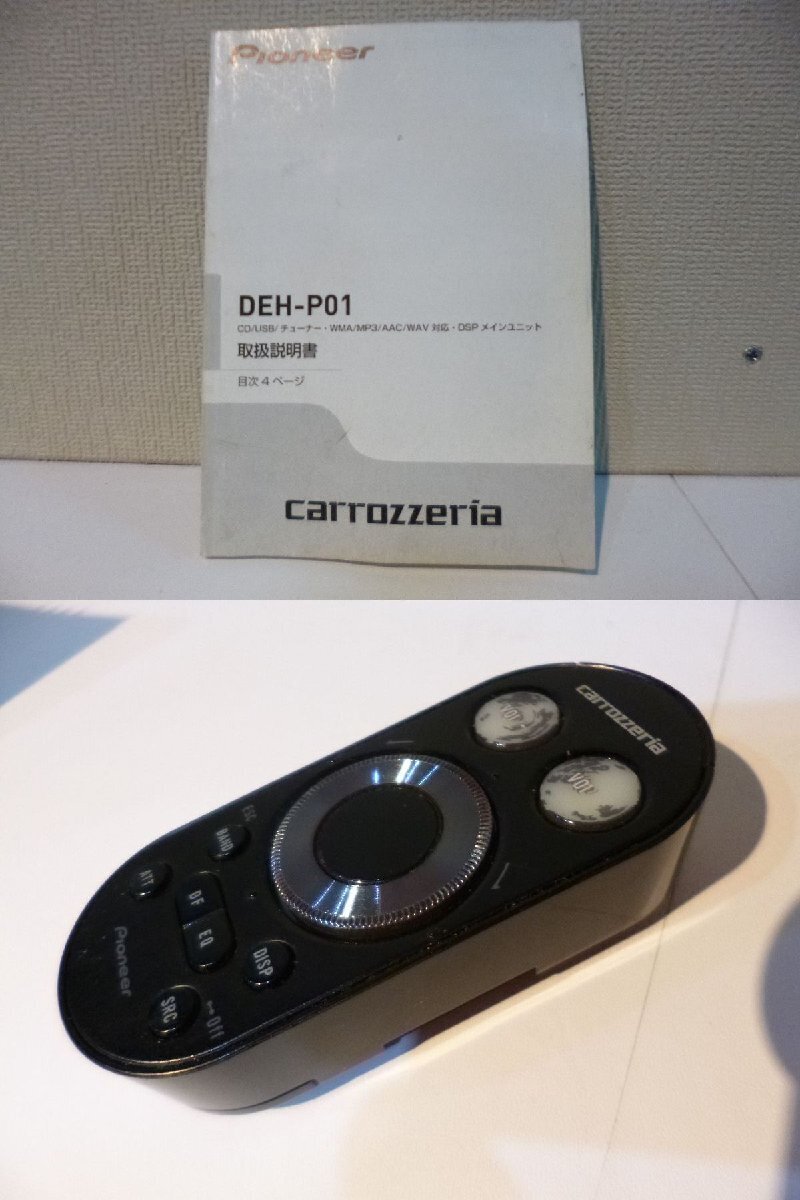 Pioneer
DEH-P01
CD/USB/チューナー・WMA/MP3/AAC/WAV 対応・DSP メインユニット
取扱説明書
目次 4 ページ
carrozzeria
carrozzeria
VOL
VOL
ESC
BAND
ATT
DF
EQ
DISP
Pioneer
SRC
Off